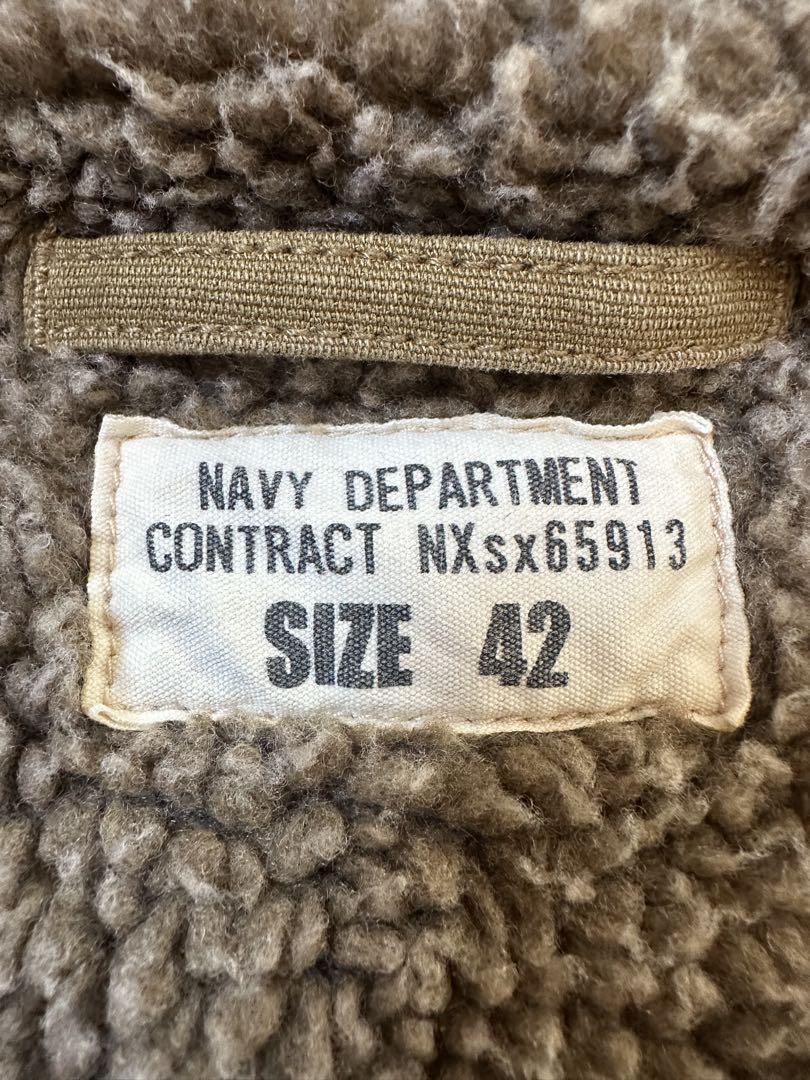 NAVY DEPARTMENT
CONTRACT NXsx65913
SIZE 42